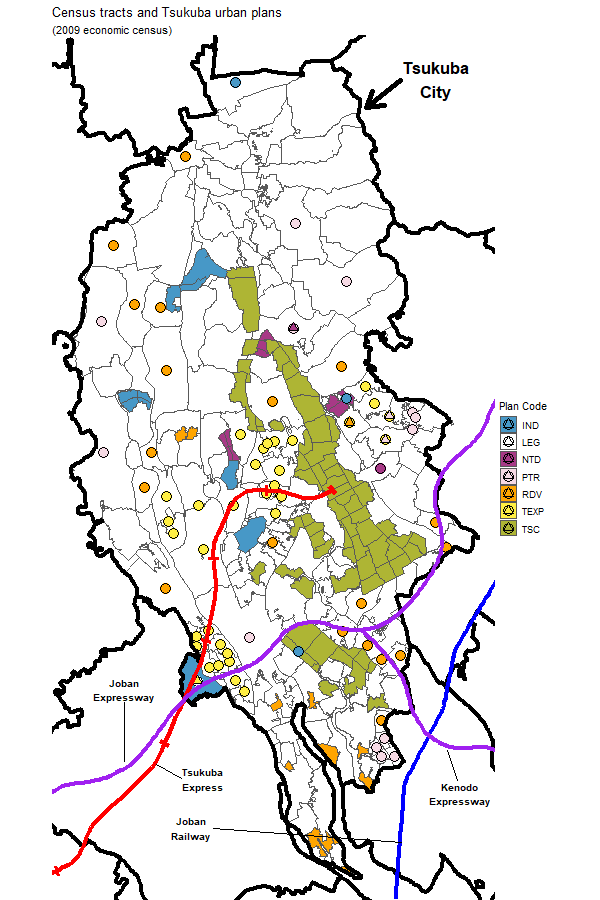 Census tracts and Tsukuba urban plans
(2009 economic census)
Tsukuba
City
Plan Code
IND
LEG
NTD
PTR
RDV
TEXP
TSC
Joban
Expressway
Tsukuba
Express
Kenodo
Expressway
Joban
Railway